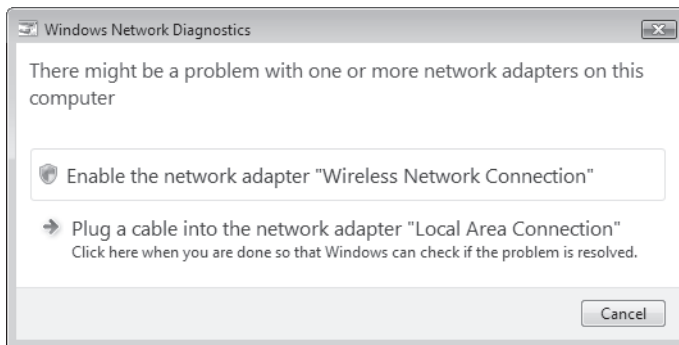 Windows Network Diagnostics
There might be a problem with one or more network adapters on this
computer
Enable the network adapter "Wireless Network Connection"
Plug a cable into the network adapter "Local Area Connection"
Click here when you are done so that Windows can check if the problem is resolved.
Cancel